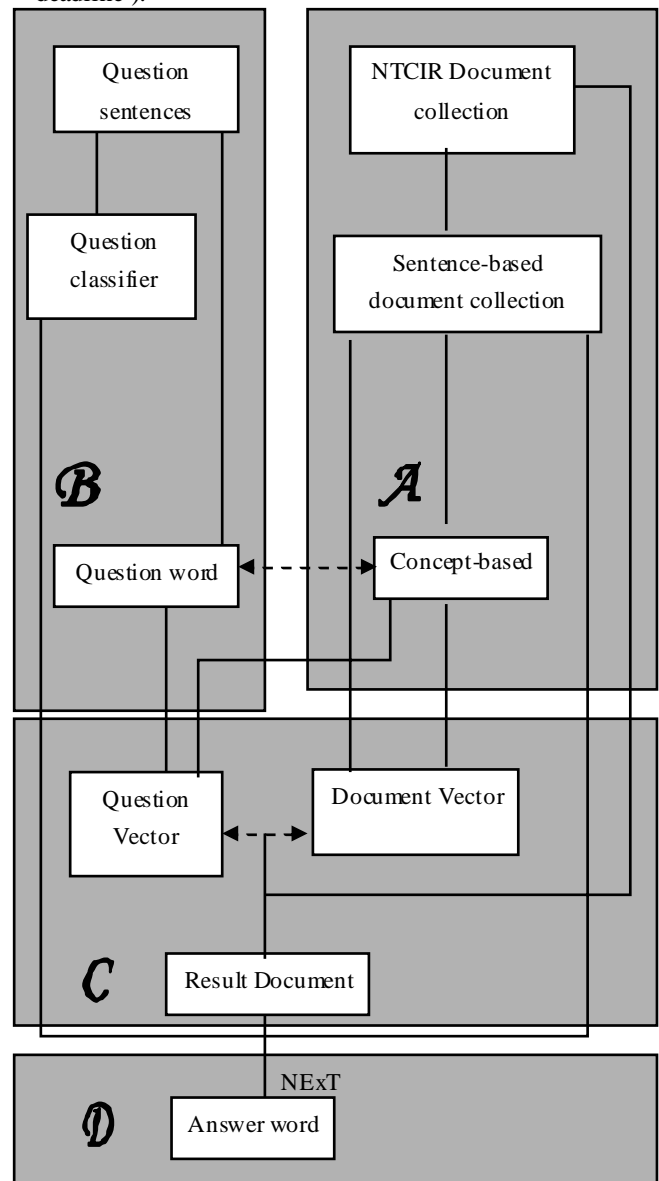 deadline ).
Question
sentences
NTCIR Document
collection
Question
classifier
Sentence-based
document collection
B
A
Question word
Concept-based
Question
Vector
Document Vector
C
Result Document
NExT
D
Answer word